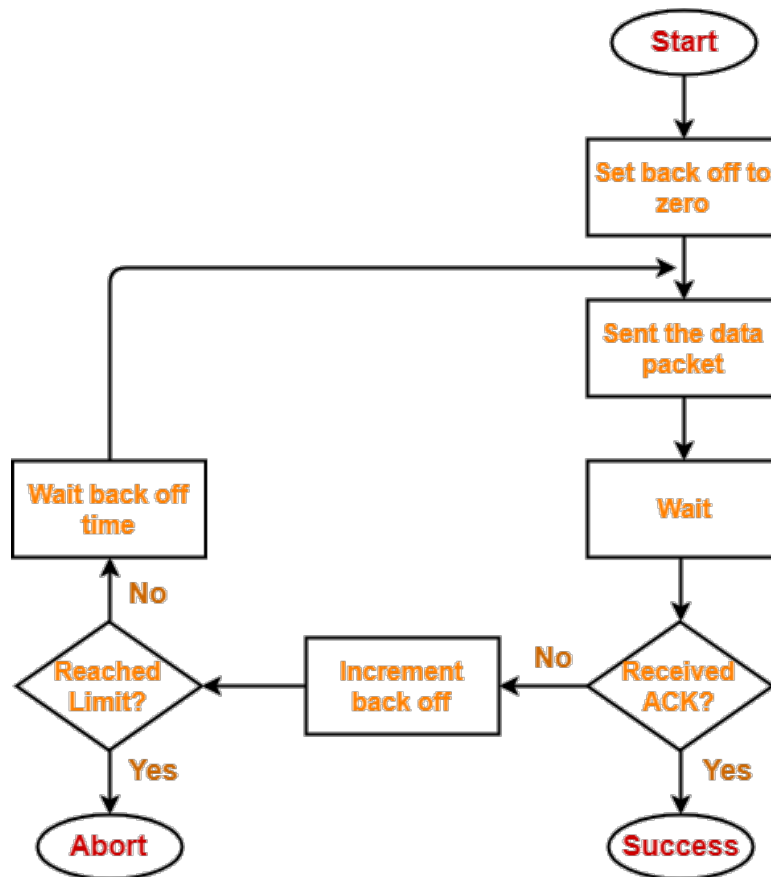 Start
Set back off to
zero
Sent the data
packet
Wait back off
time
Wait
No
Reached
Limit?
Increment
back off
No
Received
ACK?
Yes
Yes
Abort
Success